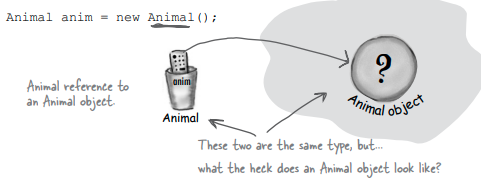 Animal anim = new Animal();
?
anim
Animal reference to
an Animal object
Animal
Animal object
These two are the same type, but...
what the heck does an Animal object look like?